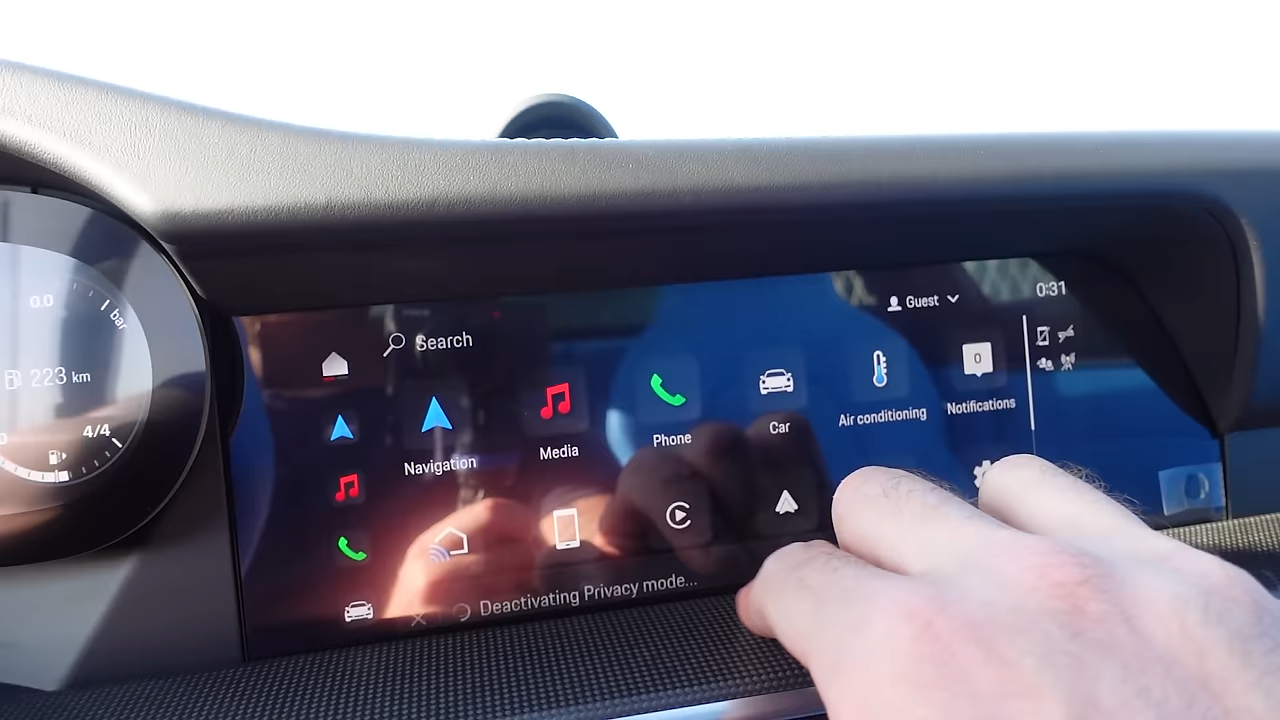 0.0
bar
223 km
4/4
Search
Guest
0:31
Navigation
Media
Phone
Car
Air conditioning
0
Notifications
Deactivating Privacy mode...